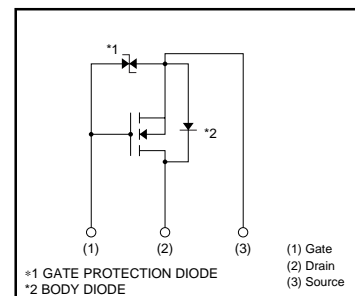 *1
*2
(1) (2) (3)
(1) Gate
(2) Drain
(3) Source
∗1 GATE PROTECTION DIODE
*2 BODY DIODE